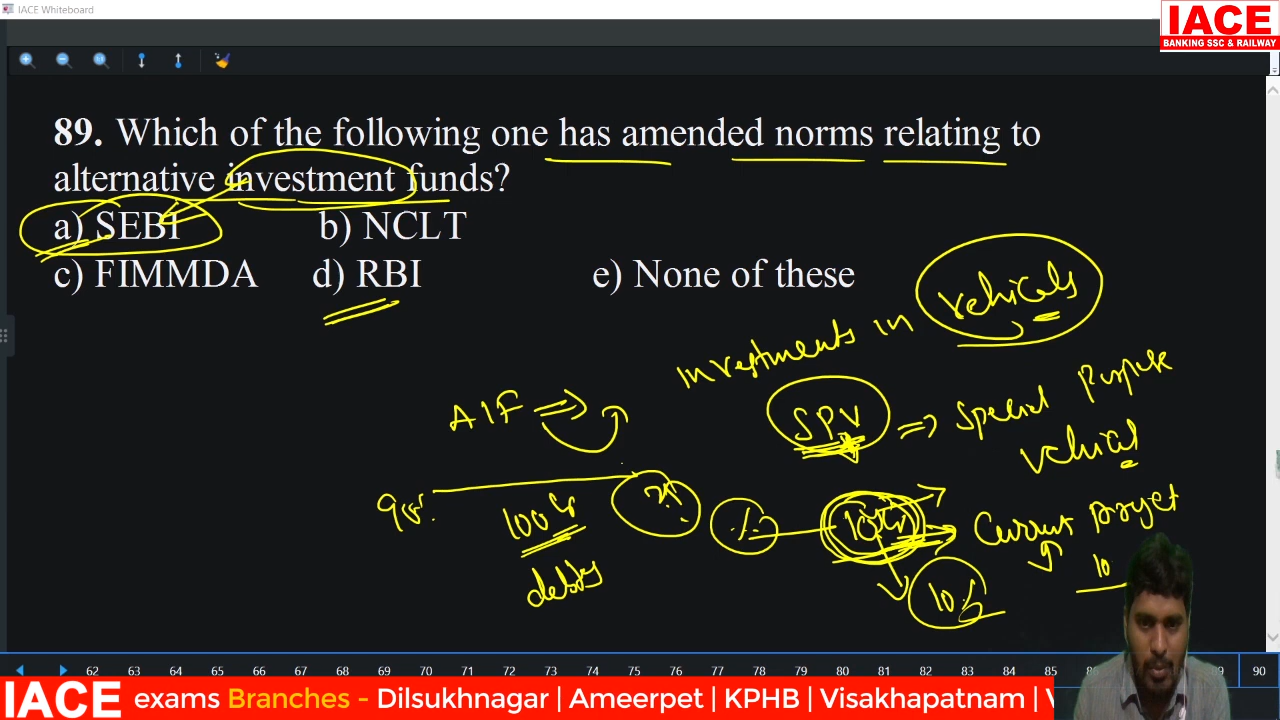 IACE Whiteboard
IACE
BANKING SSC & RAILWAY
89. Which of the following one has amended norms relating to
alternative investment funds?
a) SEBI b) NCLT
c) FIMMDA d) RBI e) None of these
investments in vehicals
AIF ⇒
SPV ⇒ Special Purpose
vehical
100 Cr
debts
Current
10
62 63 64 65 66 67 68 69 70 71 72 73 74 75 76 77 78 79 80 81 82 83 84 85 89 90
IACE exams Branches - Dilsukhnagar | Ameerpet | KPHB | Visakhapatnam | V